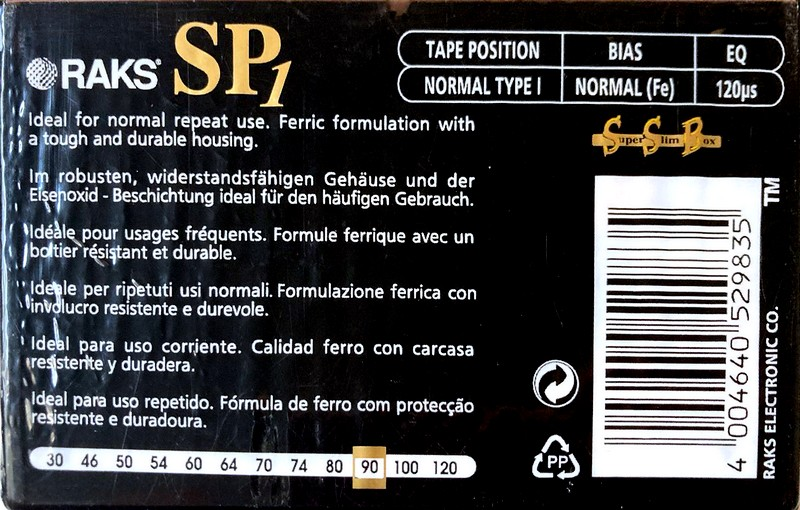 RAKS SP1
TAPE POSITION BIAS EQ
NORMAL TYPE I NORMAL (Fe) 120µs
Super Slim Box
Ideal for normal repeat use. Ferric formulation with
a tough and durable housing.
Im robusten, widerstandsfähigen Gehäuse und der
Eisenoxid - Beschichtung ideal für den häufigen Gebrauch.
Idéale pour usages fréquents. Formule ferrique avec un
boîtier résistant et durable.
Ideale per ripetuti usi normali. Formulazione ferrica con
involucro resistente e durevole.
Ideal para uso corriente. Calidad ferro con carcasa
resistente y duradera.
Ideal para uso repetido. Fórmula de ferro com protecção
resistente e duradoura.
30 46 50 54 60 64 70 74 80 90 100 120
PP
4 004640 529835
RAKS ELECTRONIC CO.
TM